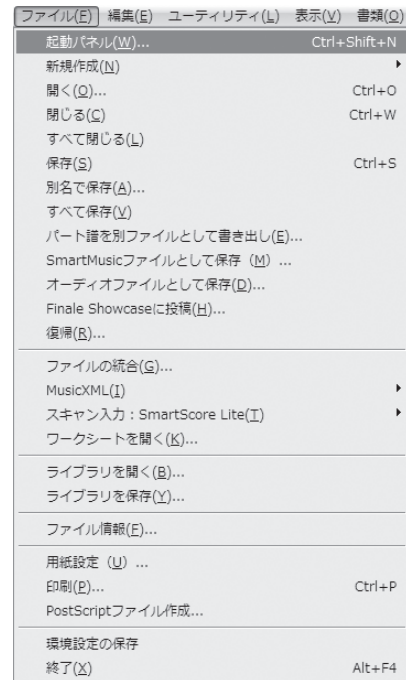 ファイル(F) 編集(E) ユーティリティ(L) 表示(V) 書類(O)
起動パネル(W)... Ctrl+Shift+N
新規作成(N)
開く(O)... Ctrl+O
閉じる(C) Ctrl+W
すべて閉じる(L)
保存(S) Ctrl+S
別名で保存(A)...
すべて保存(V)
パート譜を別ファイルとして書き出し(E)...
SmartMusicファイルとして保存（M）...
オーディオファイルとして保存(D)...
Finale Showcaseに投稿(H)...
復帰(R)...
ファイルの統合(G)...
MusicXML(I)
スキャン入力：SmartScore Lite(T)
ワークシートを開く(K)...
ライブラリを開く(B)...
ライブラリを保存(Y)...
ファイル情報(F)...
用紙設定（U）...
印刷(P)... Ctrl+P
PostScriptファイル作成...
環境設定の保存
終了(X) Alt+F4